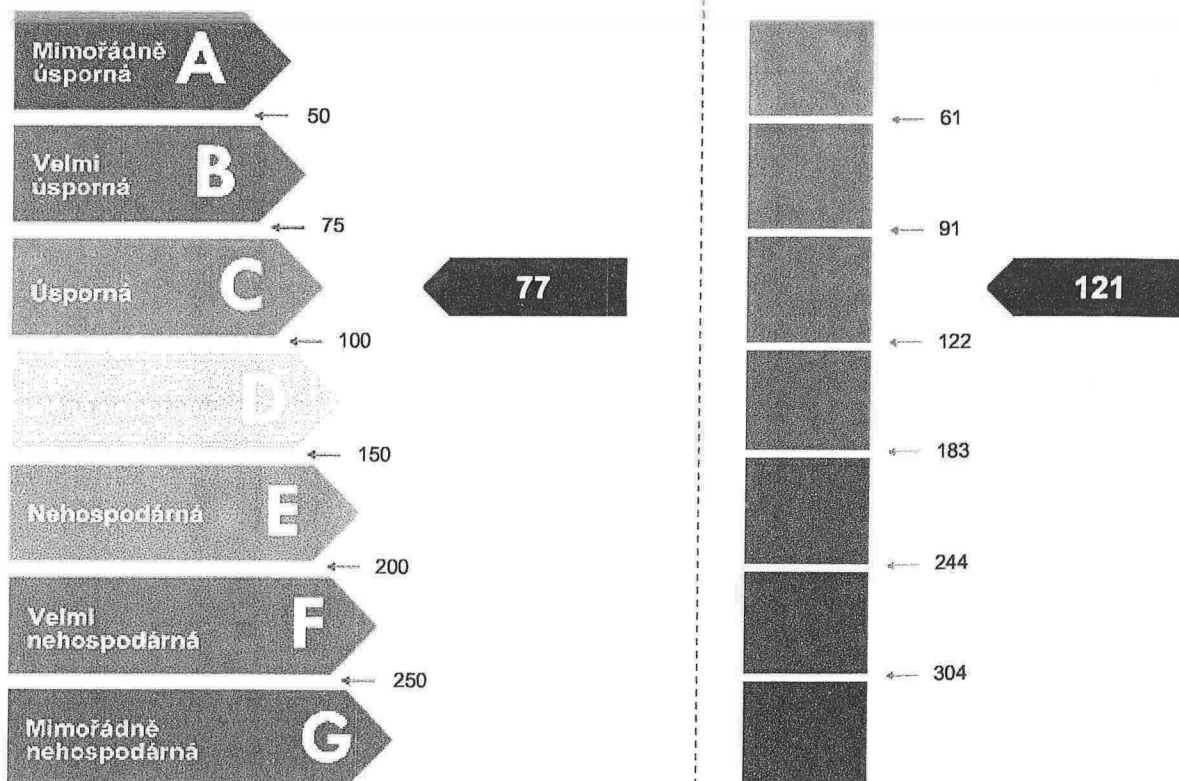 Mimořádně
úsporná
A
50
Velmi
úsporná
B
75
Úsporná
C
77
100
D
150
Nehospodárná
E
200
Velmi
nehospodárná
F
250
Mimořádně
nehospodárná
G
61
91
121
122
183
244
304